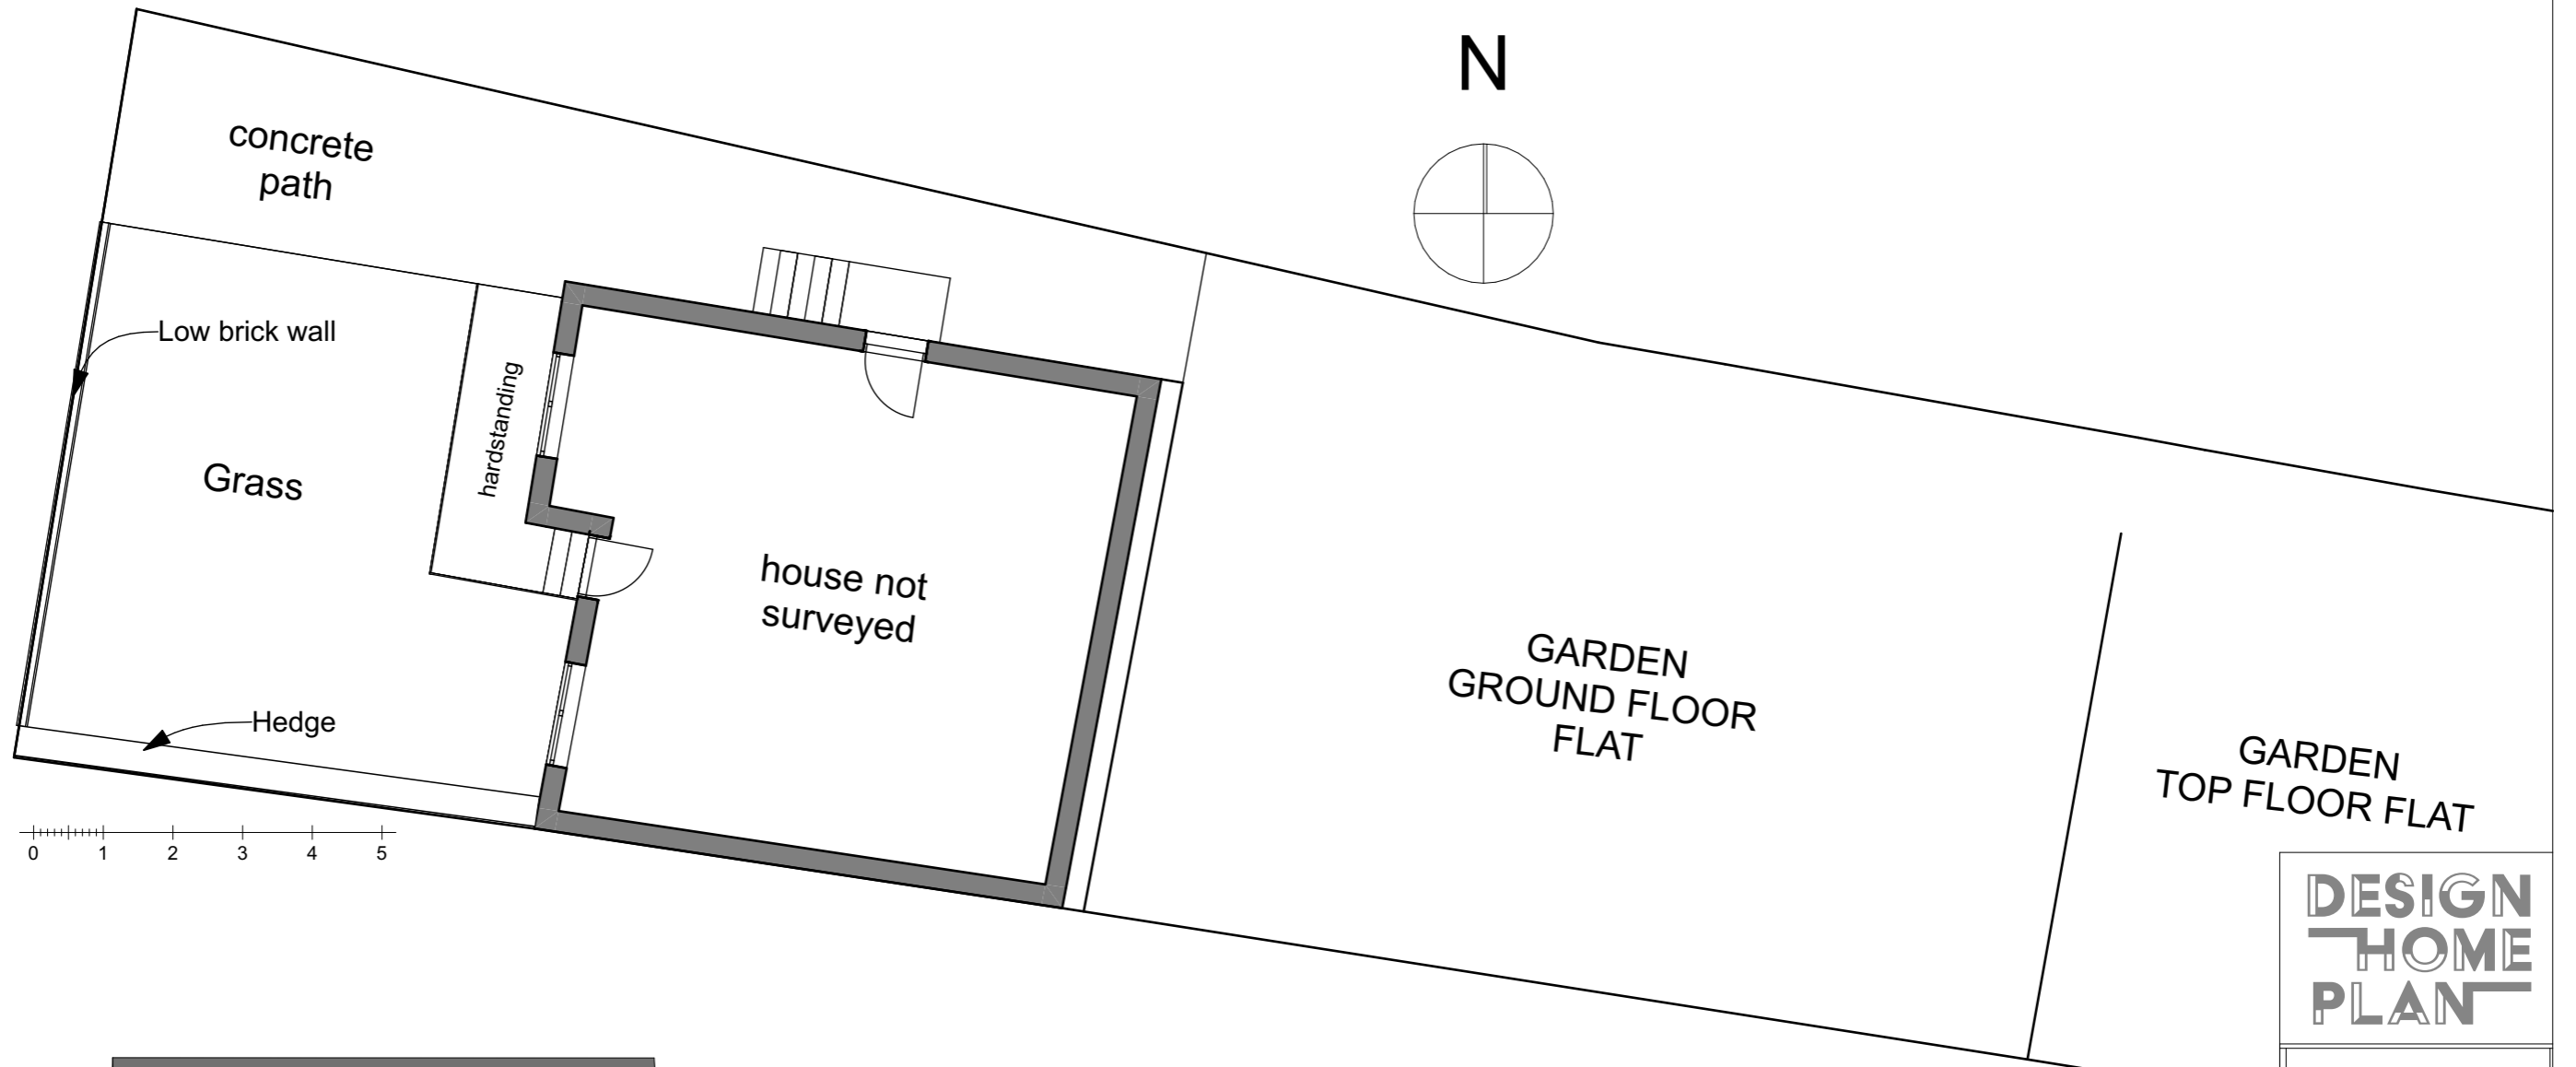 N
concrete
path
Low brick wall
hardstanding
Grass
house not
surveyed
GARDEN
GROUND FLOOR
FLAT
Hedge
GARDEN
TOP FLOOR FLAT
0 1 2 3 4 5
DESIGN
HOME
PLAN